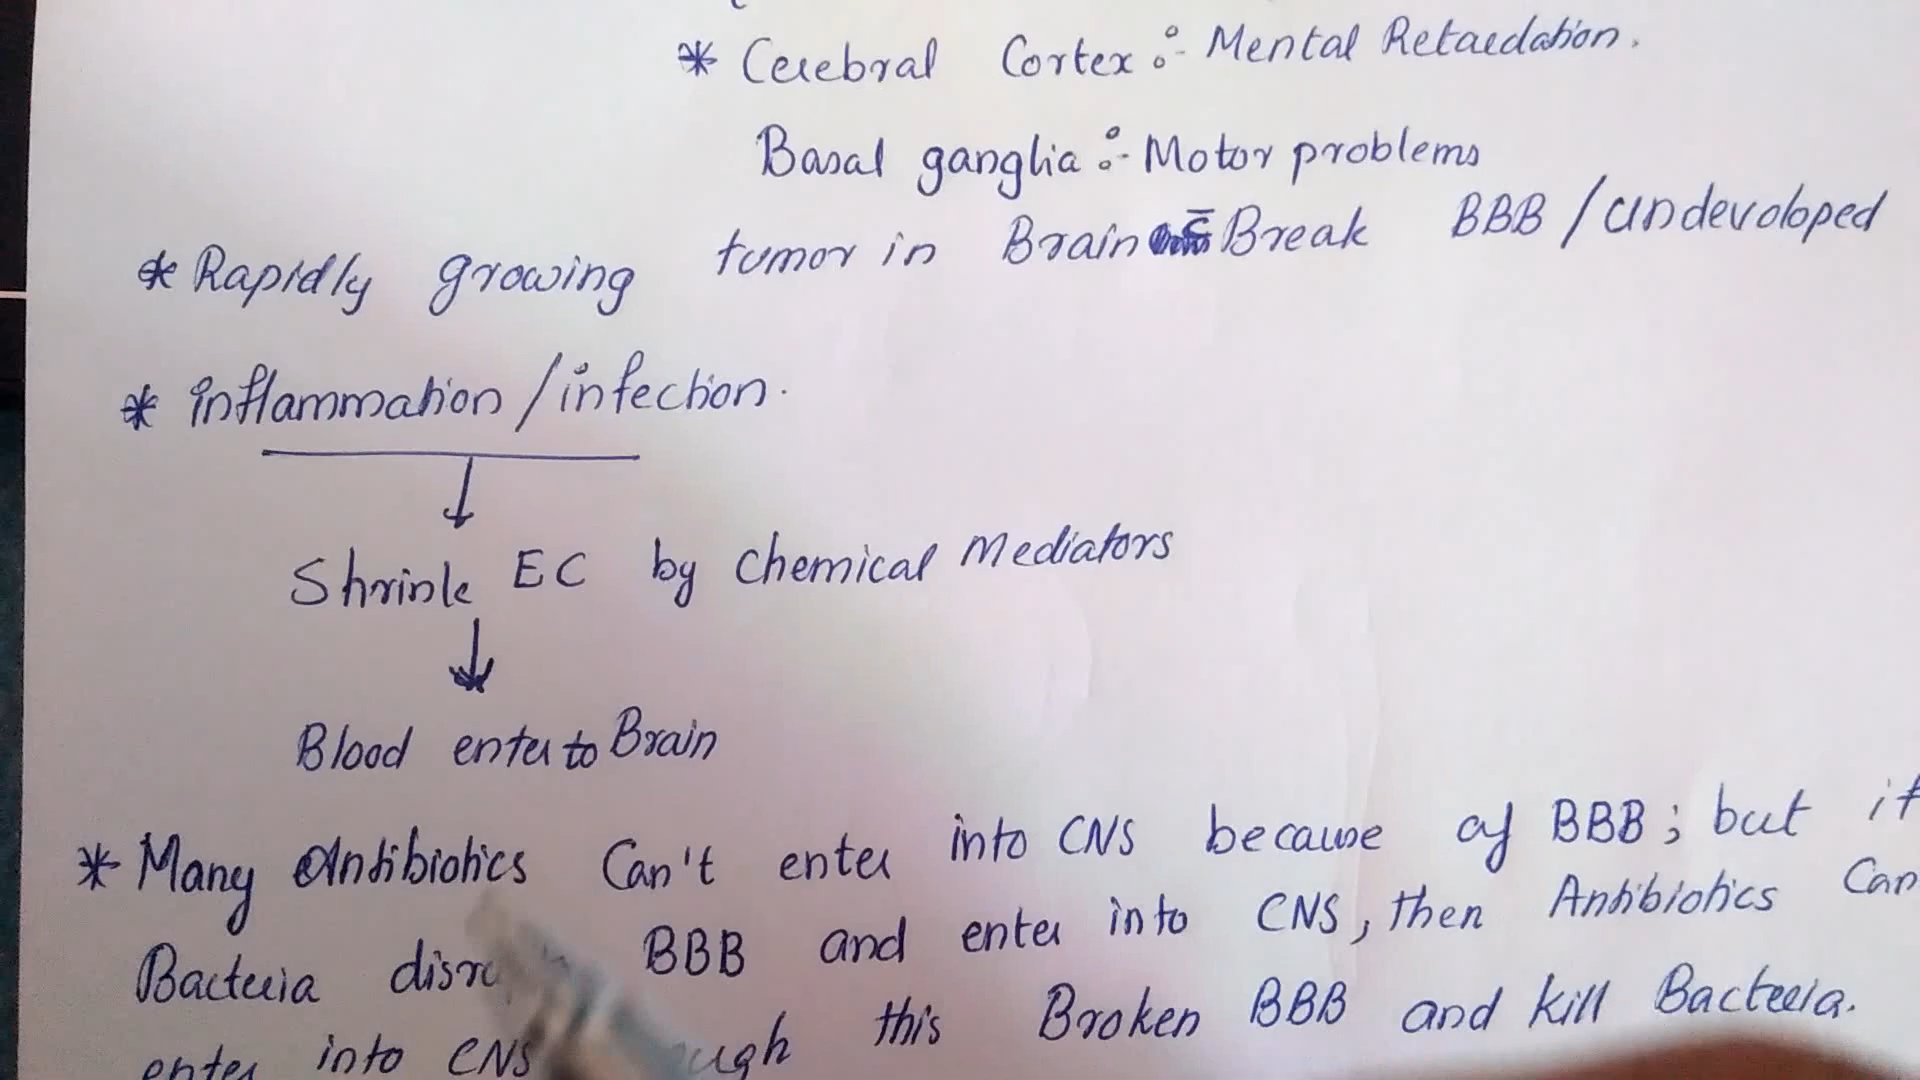 * Cerebral Cortex :- Mental Retardation.
Basal ganglia :- Motor problems
* Rapidly growing tumor in Brain c̄ Break BBB / undevoloped
* inflammation / infection.
↓
Shrink EC by Chemical Mediators
↓
Blood enter to Brain
* Many Antibiotics Can't enter into CNS because of BBB ; but if
Bacteria BBB and enter into CNS, then Antibiotics Can
enter into CNS this Broken BBB and kill Bacteria.